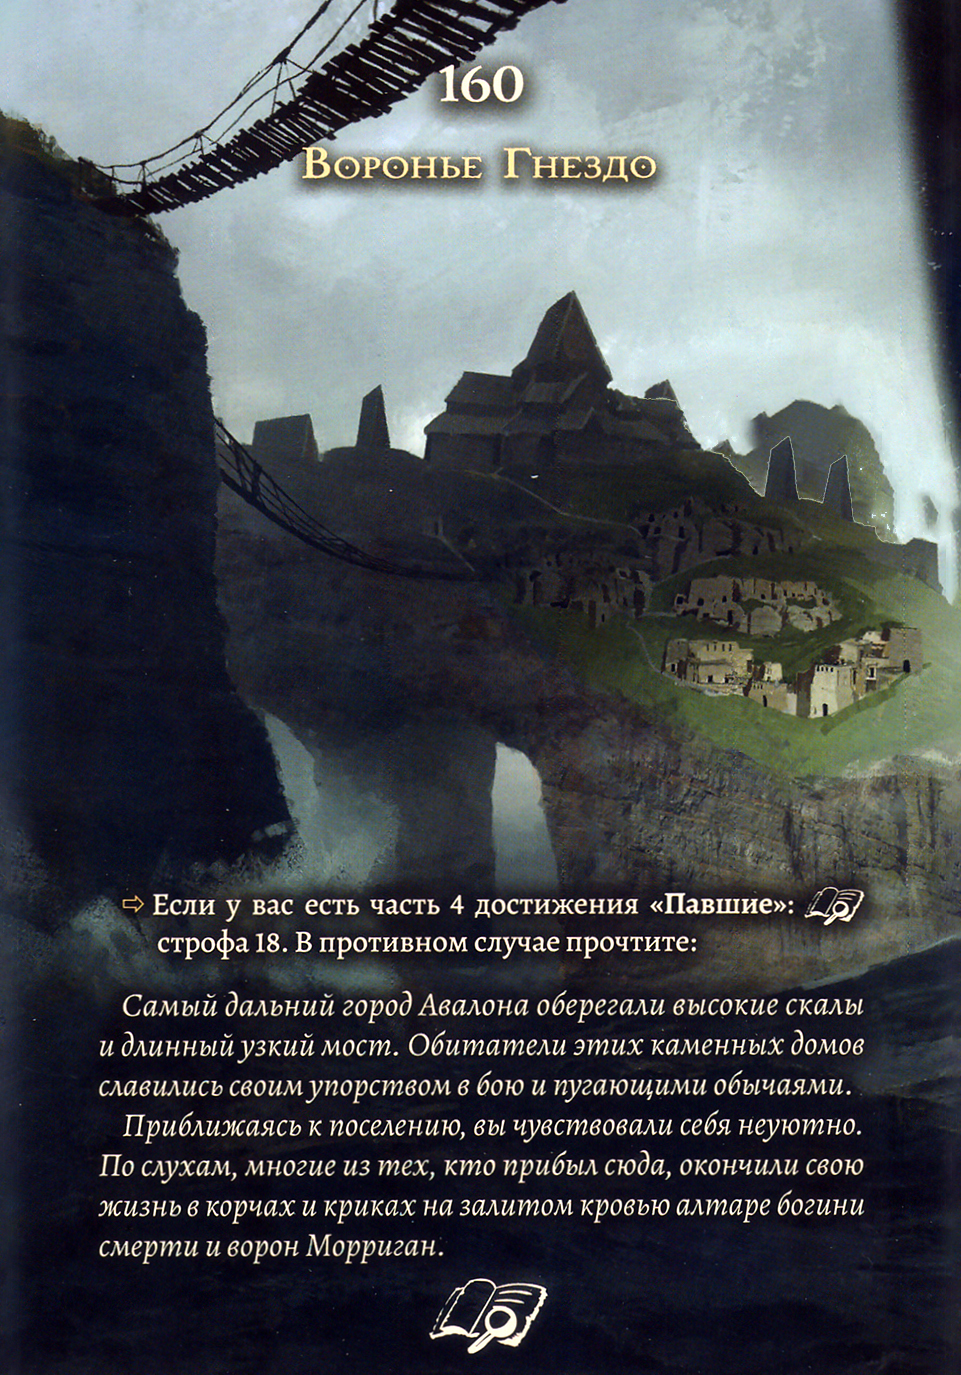 160
Воронье Гнездо
⇨ Если у вас есть часть 4 достижения «Павшие»:
строфа 18. В противном случае прочтите:
Самый дальний город Авалона оберегали высокие скалы
и длинный узкий мост. Обитатели этих каменных домов
славились своим упорством в бою и пугающими обычаями.
Приближаясь к поселению, вы чувствовали себя неуютно.
По слухам, многие из тех, кто прибыл сюда, окончили свою
жизнь в корчах и криках на залитом кровью алтаре богини
смерти и ворон Морриган.